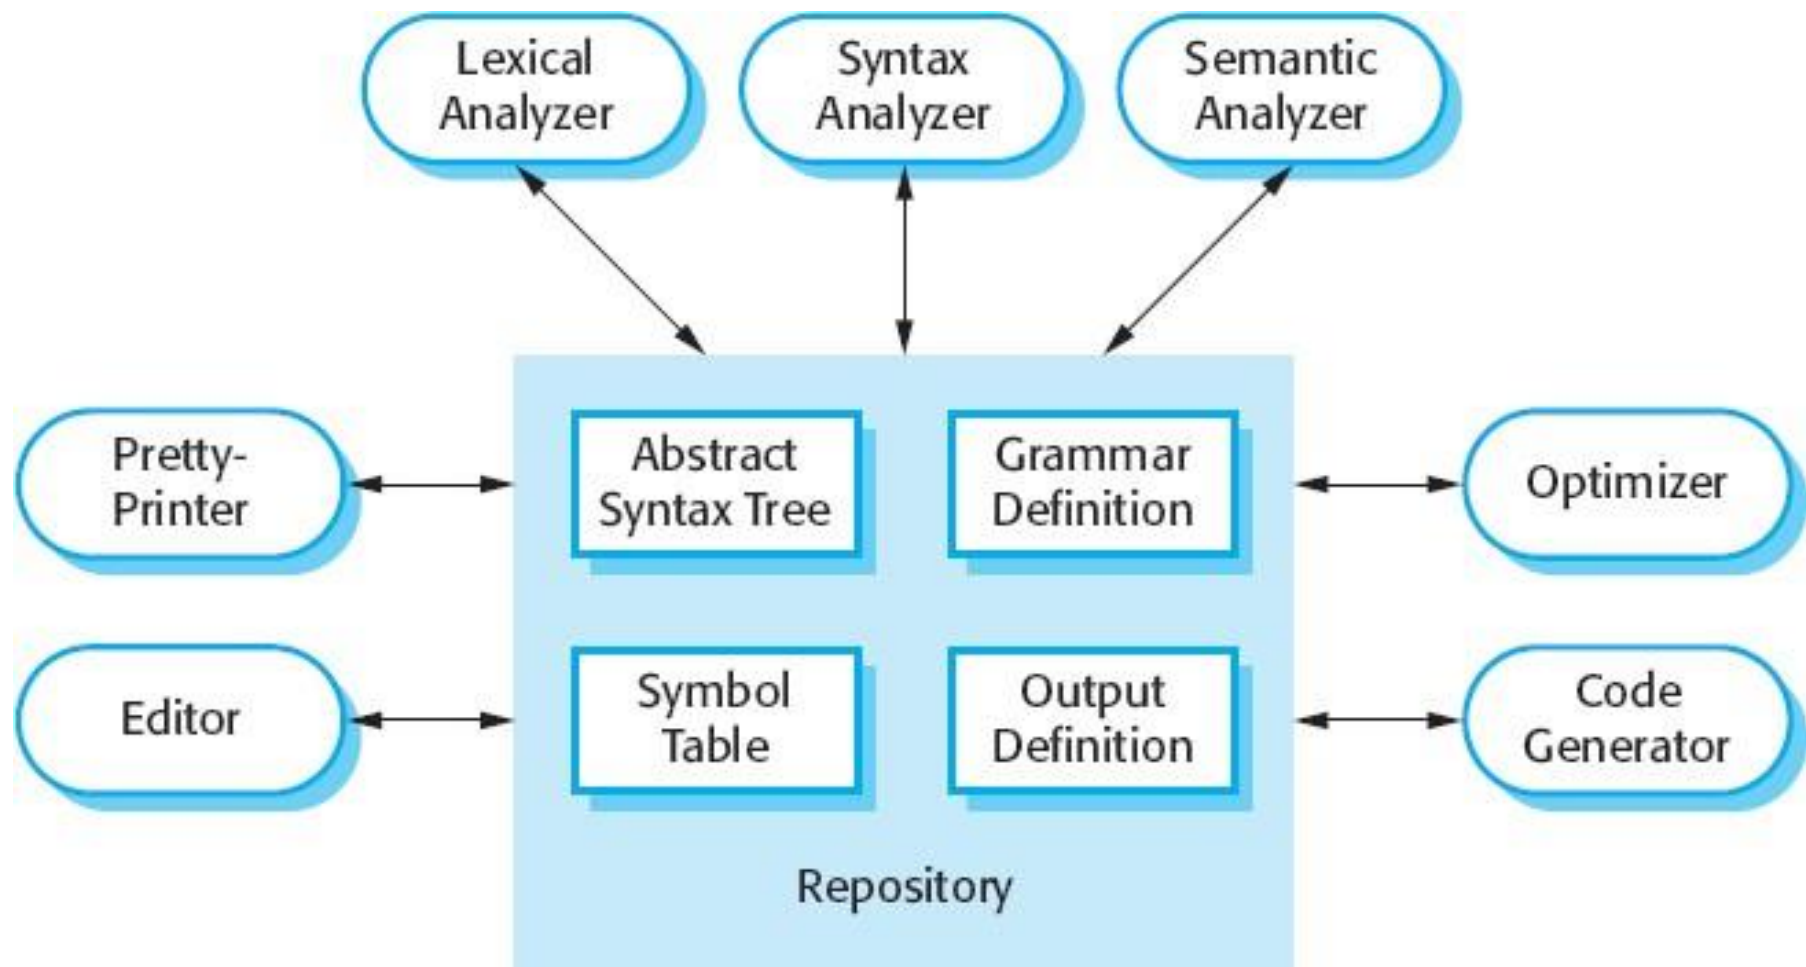 Lexical
Analyzer
Syntax
Analyzer
Semantic
Analyzer
Pretty-
Printer
Abstract
Syntax Tree
Grammar
Definition
Optimizer
Editor
Symbol
Table
Output
Definition
Code
Generator
Repository